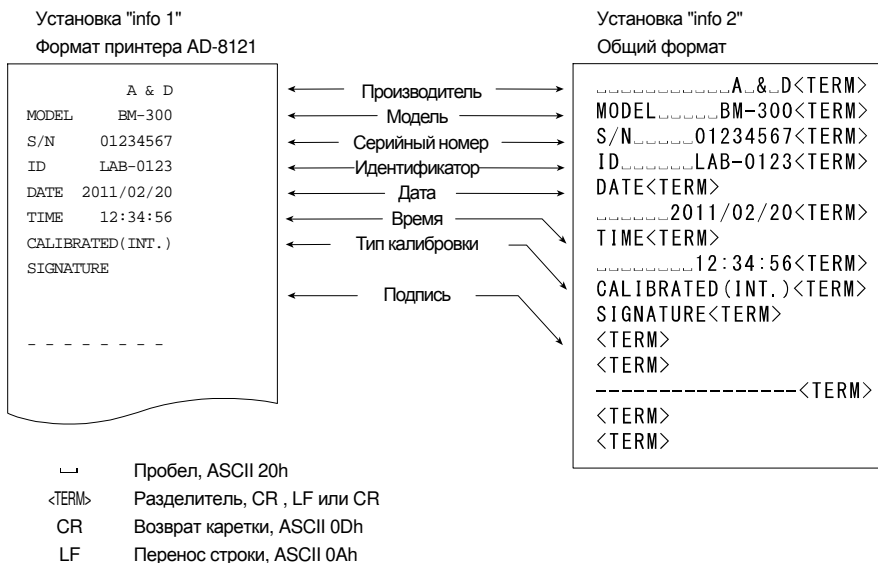 Установка "info 1"
Формат принтера AD-8121
A & D
MODEL BM-300
S/N 01234567
ID LAB-0123
DATE 2011/02/20
TIME 12:34:56
CALIBRATED(INT.)
SIGNATURE
- - - - - - - -
Производитель
Модель
Серийный номер
Идентификатор
Дата
Время
Тип калибровки
Подпись
Установка "info 2"
Общий формат
␣␣␣␣␣␣␣␣␣␣␣A␣&␣D<TERM>
MODEL␣␣␣␣␣BM-300<TERM>
S/N␣␣␣␣␣01234567<TERM>
ID␣␣␣␣␣␣LAB-0123<TERM>
DATE<TERM>
␣␣␣␣␣␣2011/02/20<TERM>
TIME<TERM>
␣␣␣␣␣␣␣␣12:34:56<TERM>
CALIBRATED(INT.)<TERM>
SIGNATURE<TERM>
<TERM>
<TERM>
----------------<TERM>
<TERM>
<TERM>
␣ Пробел, ASCII 20h
<TERM> Разделитель, CR , LF или CR
CR Возврат каретки, ASCII 0Dh
LF Перенос строки, ASCII 0Ah